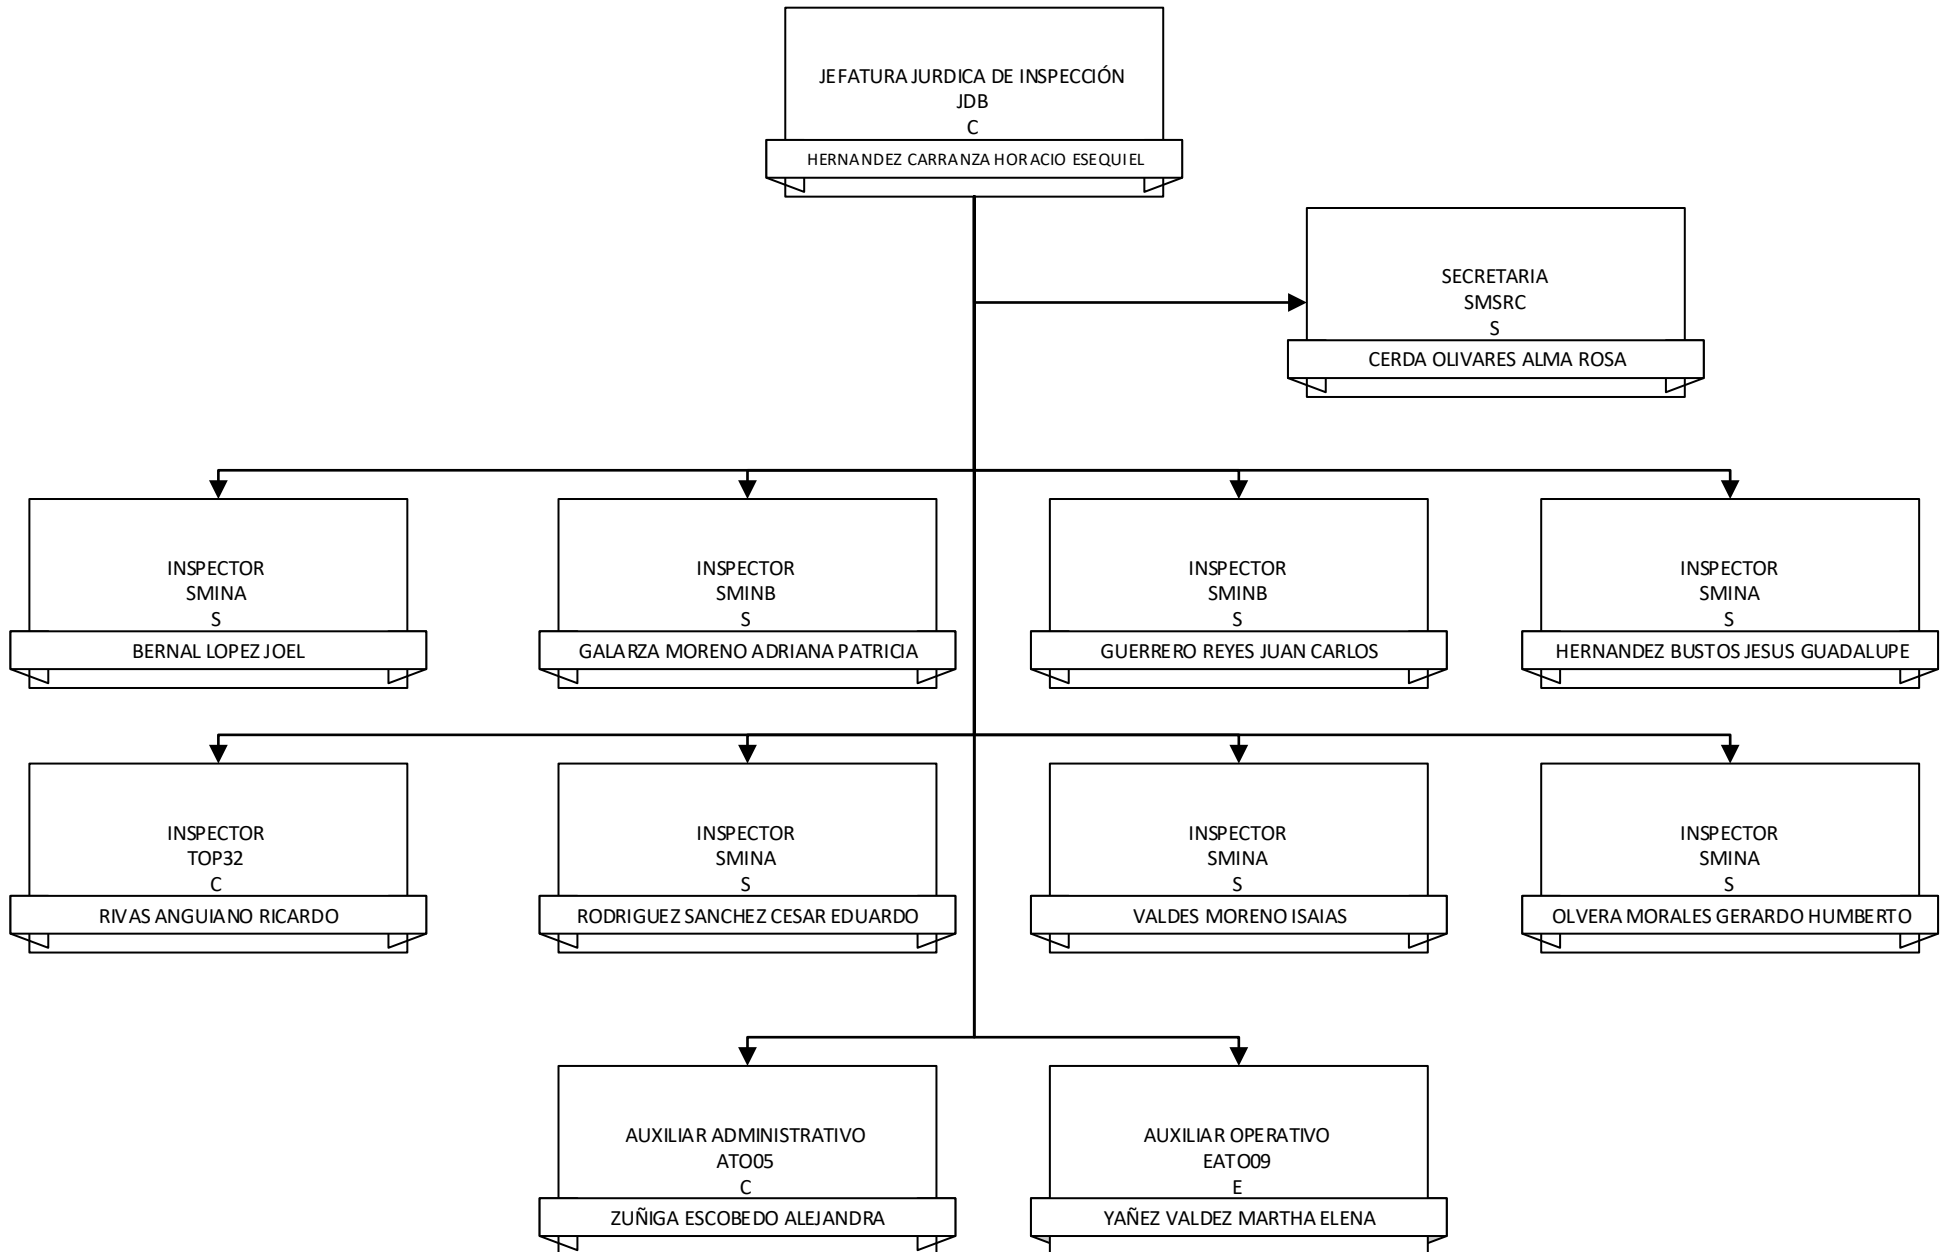 JEFATURA JURDICA DE INSPECCIÓN
JDB
C
HERNANDEZ CARRANZA HORACIO ESEQUIEL
SECRETARIA
SMSRC
S
CERDA OLIVARES ALMA ROSA
INSPECTOR
SMINA
S
BERNAL LOPEZ JOEL
INSPECTOR
SMINB
S
GALARZA MORENO ADRIANA PATRICIA
INSPECTOR
SMINB
S
GUERRERO REYES JUAN CARLOS
INSPECTOR
SMINA
S
HERNANDEZ BUSTOS JESUS GUADALUPE
INSPECTOR
TOP32
C
RIVAS ANGUIANO RICARDO
INSPECTOR
SMINA
S
RODRIGUEZ SANCHEZ CESAR EDUARDO
INSPECTOR
SMINA
S
VALDES MORENO ISAIAS
INSPECTOR
SMINA
S
OLVERA MORALES GERARDO HUMBERTO
AUXILIAR ADMINISTRATIVO
ATO05
C
ZUÑIGA ESCOBEDO ALEJANDRA
AUXILIAR OPERATIVO
EATO09
E
YAÑEZ VALDEZ MARTHA ELENA